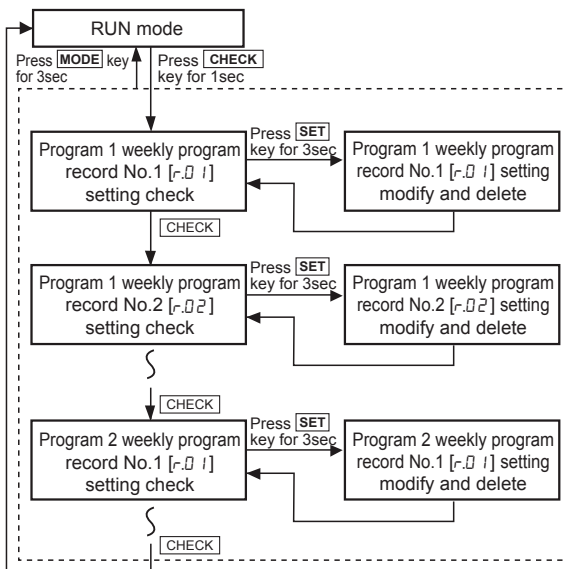 RUN mode
Press MODE key
for 3sec
Press CHECK
key for 1sec
Program 1 weekly program
record No.1 [r.01]
setting check
Press SET
key for 3sec
Program 1 weekly program
record No.1 [r.01] setting
modify and delete
CHECK
Program 1 weekly program
record No.2 [r.02]
setting check
Press SET
key for 3sec
Program 1 weekly program
record No.2 [r.02] setting
modify and delete
CHECK
Program 2 weekly program
record No.1 [r.01]
setting check
Press SET
key for 3sec
Program 2 weekly program
record No.1 [r.01] setting
modify and delete
CHECK